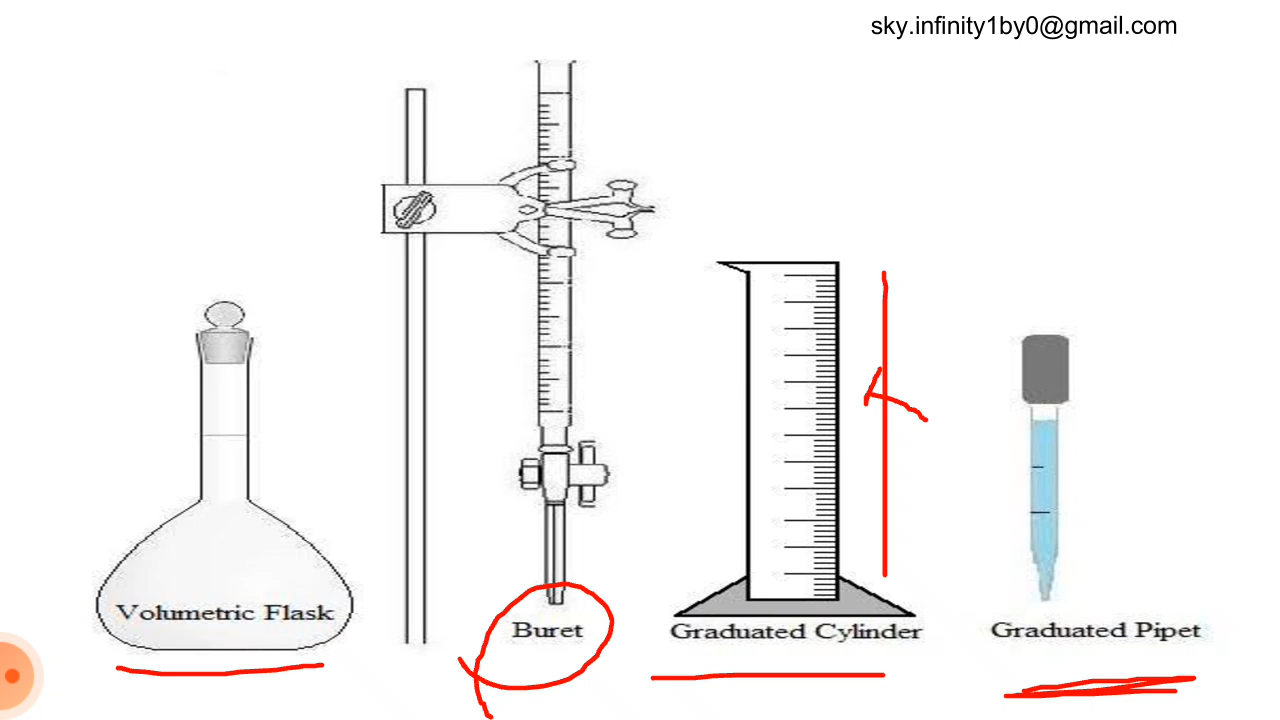 sky.infinity1by0@gmail.com
Volumetric Flask
Buret
Graduated Cylinder
Graduated Pipet